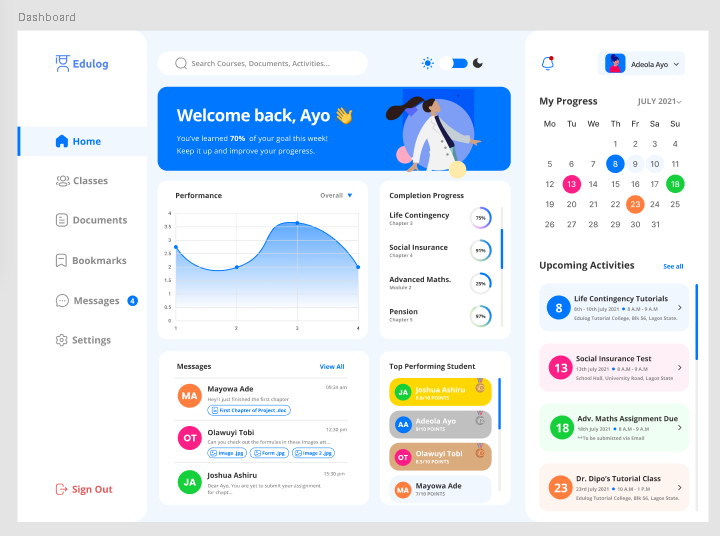 Dashboard
Edulog
Home
Classes
Documents
Bookmarks
Messages 4
Settings
Sign Out
Search Courses, Documents, Activities...
Welcome back, Ayo 👋
You've learned 70% of your goal this week!
Keep it up and improve your progeress.
Performance
Overall
4
3.5
3
2.5
2
1.5
1
0.5
0
1 2 3 4
Completion Progress
Life Contingency
Chapter 3
75%
Social Insurance
Chapter 4
91%
Advanced Maths.
Module 2
25%
Pension
Chapter 5
97%
Messages
View All
MA
Mayowa Ade
09:34 am
Hey! I just finished the first chapter
First Chapter of Project .doc
OT
Olawuyi Tobi
12:30 pm
Can you check out the formulas in these images att...
Image .jpg
Form .jpg
Image 2 .jpg
JA
Joshua Ashiru
15:30 pm
Dear Ayo, You are yet to submit your assignment
for chapt...
Top Performing Student
JA
Joshua Ashiru
9.6/10 POINTS
AA
Adeola Ayo
9/10 POINTS
OT
Olawuyi Tobi
8.5/10 POINTS
MA
Mayowa Ade
7/10 POINTS
Adeola Ayo
My Progress
JULY 2021
Mo Tu We Th Fr Sa Su
1 2 3 4
5 6 7 8 9 10 11
12 13 14 15 16 17 18
19 20 21 22 23 24 25
26 27 28 29 30 31
Upcoming Activities
See all
8
Life Contingency Tutorials
8th - 10th July 2021 • 8 A.M - 9 A.M
Edulog Tutorial College, Blk 56, Lagos State.
13
Social Insurance Test
13th July 2021 • 8 A.M - 9 A.M
School Hall, University Road, Lagos State
18
Adv. Maths Assignment Due
18th July 2021 • 8 A.M - 9 A.M
**To be submitted via Email
23
Dr. Dipo's Tutorial Class
23rd July 2021 • 10 A.M - 1 P.M
Edulog Tutorial College, Blk 56, Lagos State.